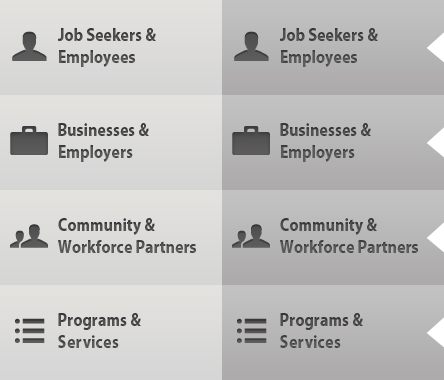 Job Seekers &
Employees
Job Seekers &
Employees
Businesses &
Employers
Businesses &
Employers
Community &
Workforce Partners
Community &
Workforce Partners
Programs &
Services
Programs &
Services